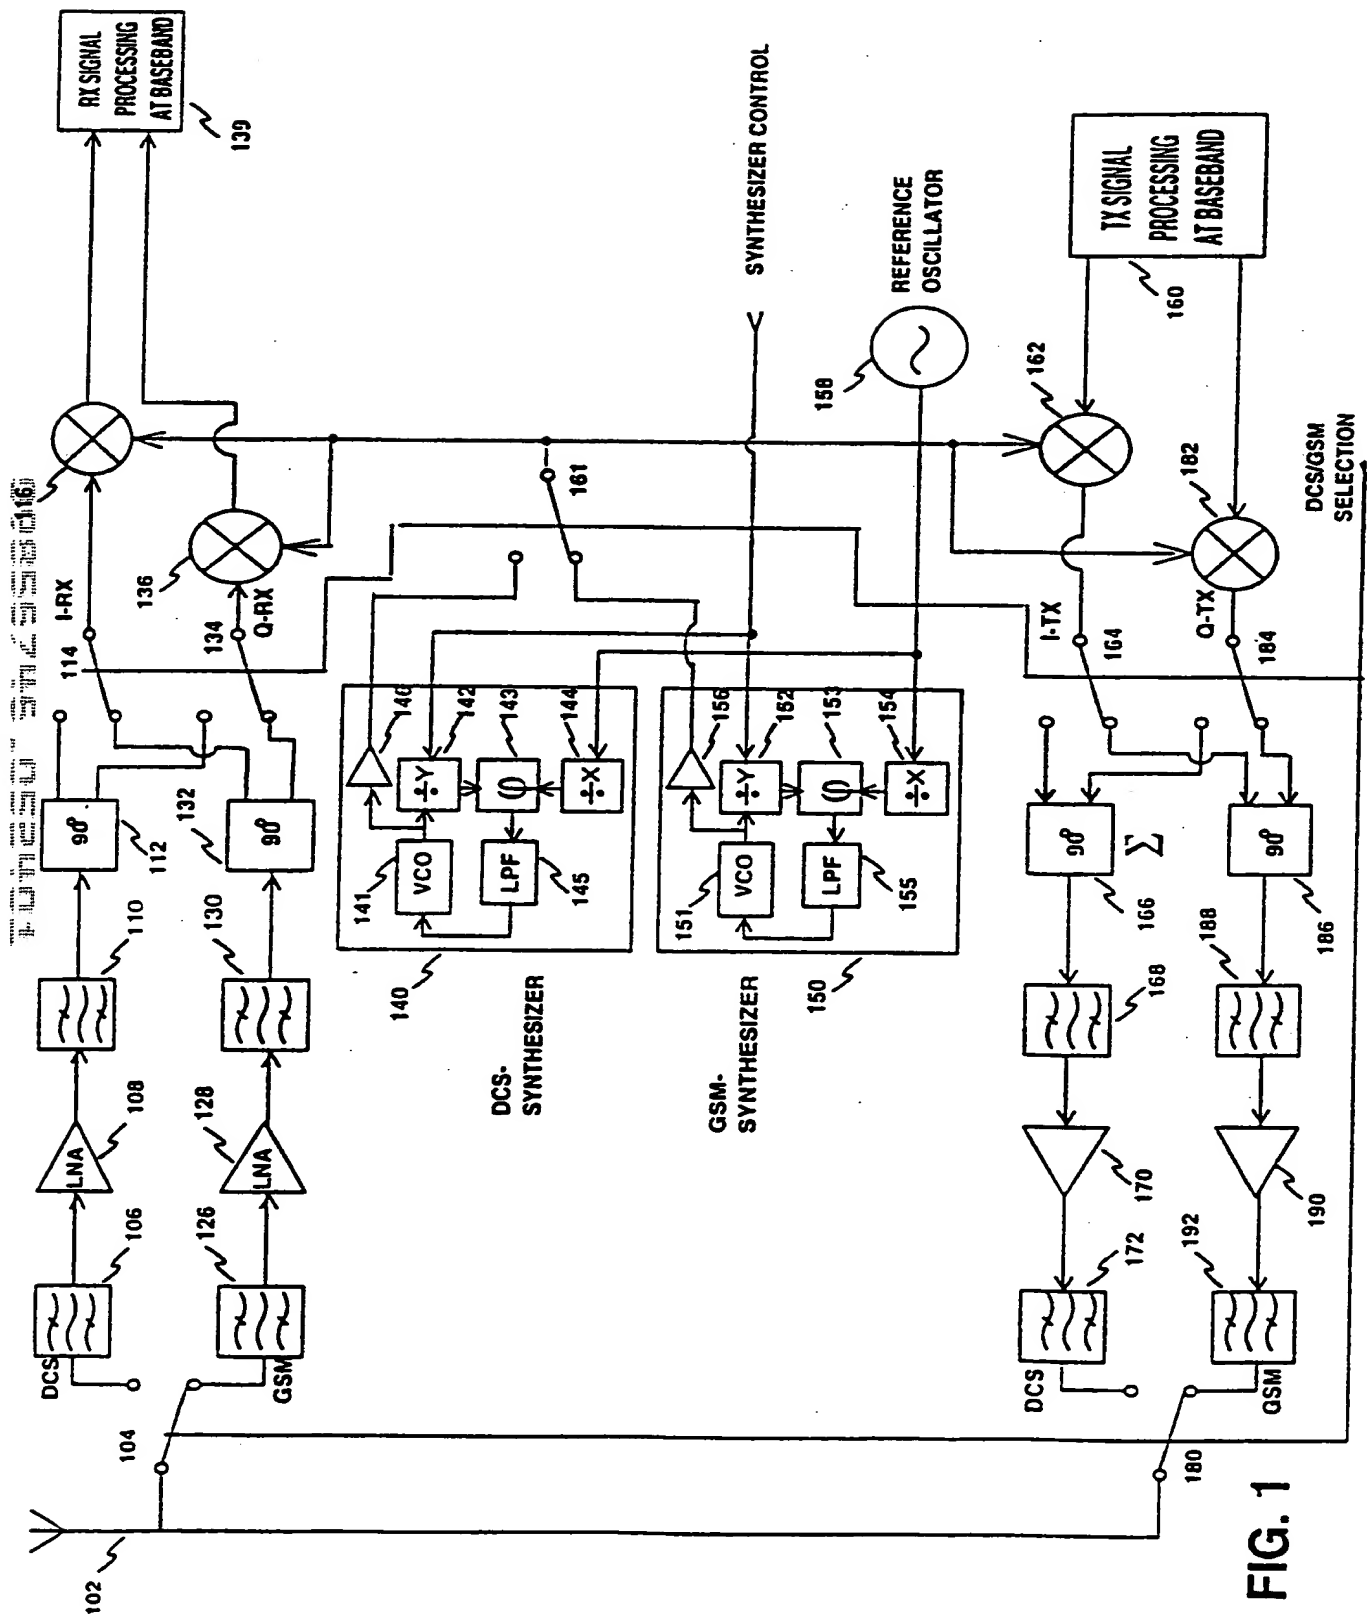 RX SIGNAL
PROCESSING
AT BASEBAND
139
116
I-RX
114
136
134
Q-RX
90°
112
132
90°
110
130
LNA
108
128
LNA
106
126
DCS
GSM
104
102
161
SYNTHESIZER CONTROL
REFERENCE
OSCILLATOR
158
146
÷Y
142
143
÷X
144
VCO
141
LPF
145
140
DCS-
SYNTHESIZER
156
÷Y
152
153
÷X
154
VCO
151
LPF
155
150
GSM-
SYNTHESIZER
TX SIGNAL
PROCESSING
AT BASEBAND
160
162
182
DCS/GSM
SELECTION
I-TX
164
Q-TX
184
90°
Σ
166
90°
186
168
188
170
190
172
192
DCS
GSM
180
FIG. 1